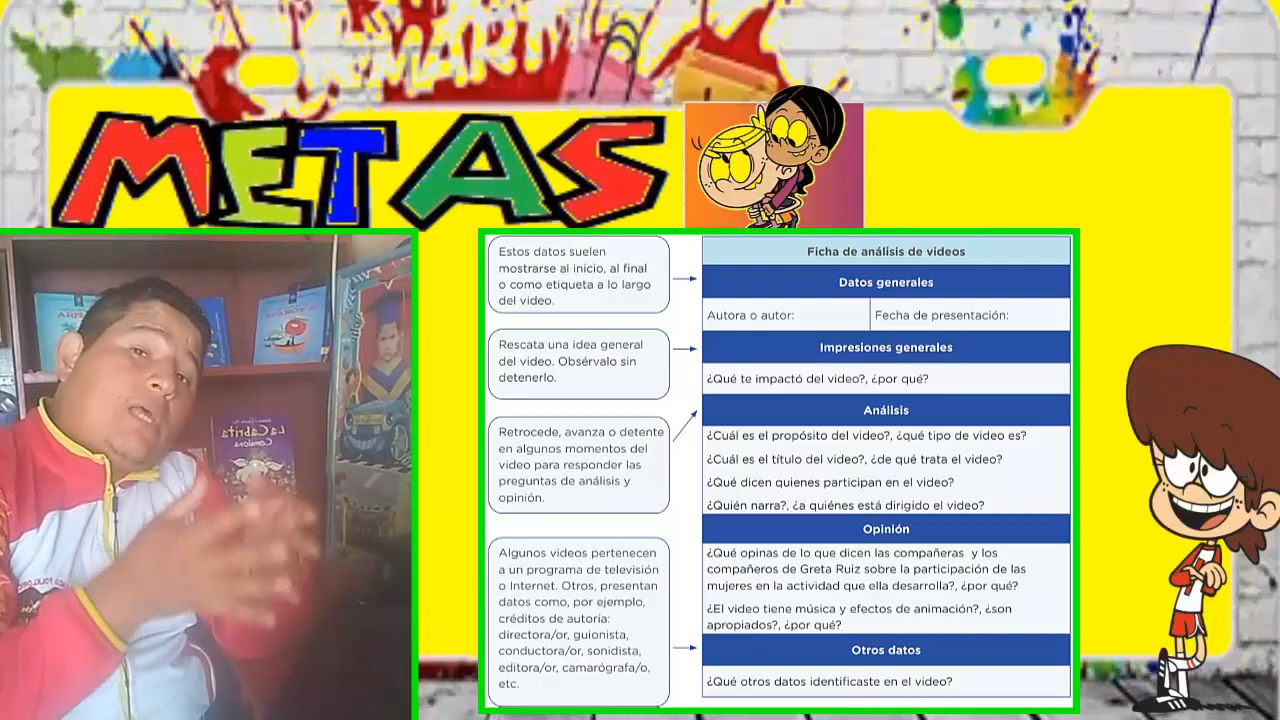 METAS
Estos datos suelen
mostrarse al inicio, al final
o como etiqueta a lo largo
del video.
Rescata una idea general
del video. Obsérvalo sin
detenerlo.
Retrocede, avanza o detente
en algunos momentos del
video para responder las
preguntas de análisis y
opinión.
Algunos videos pertenecen
a un programa de televisión
o Internet. Otros, presentan
datos como, por ejemplo,
créditos de autoría:
directora/or, guionista,
conductora/or, sonidista,
editora/or, camarógrafa/o,
etc.
Ficha de análisis de videos
Datos generales
Autora o autor:
Fecha de presentación:
Impresiones generales
¿Qué te impactó del video?, ¿por qué?
Análisis
¿Cuál es el propósito del video?, ¿qué tipo de video es?
¿Cuál es el título del video?, ¿de qué trata el video?
¿Qué dicen quienes participan en el video?
¿Quién narra?, ¿a quiénes está dirigido el video?
Opinión
¿Qué opinas de lo que dicen las compañeras y los
compañeros de Greta Ruiz sobre la participación de las
mujeres en la actividad que ella desarrolla?, ¿por qué?
¿El video tiene música y efectos de animación?, ¿son
apropiados?, ¿por qué?
Otros datos
¿Qué otros datos identificaste en el video?
La Cabrita
Comilona